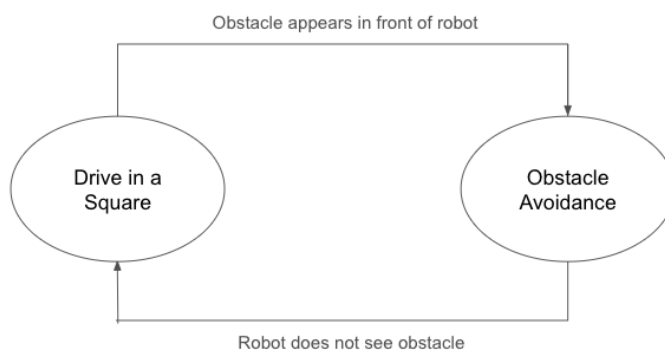 Obstacle appears in front of robot
Drive in a
Square
Obstacle
Avoidance
Robot does not see obstacle